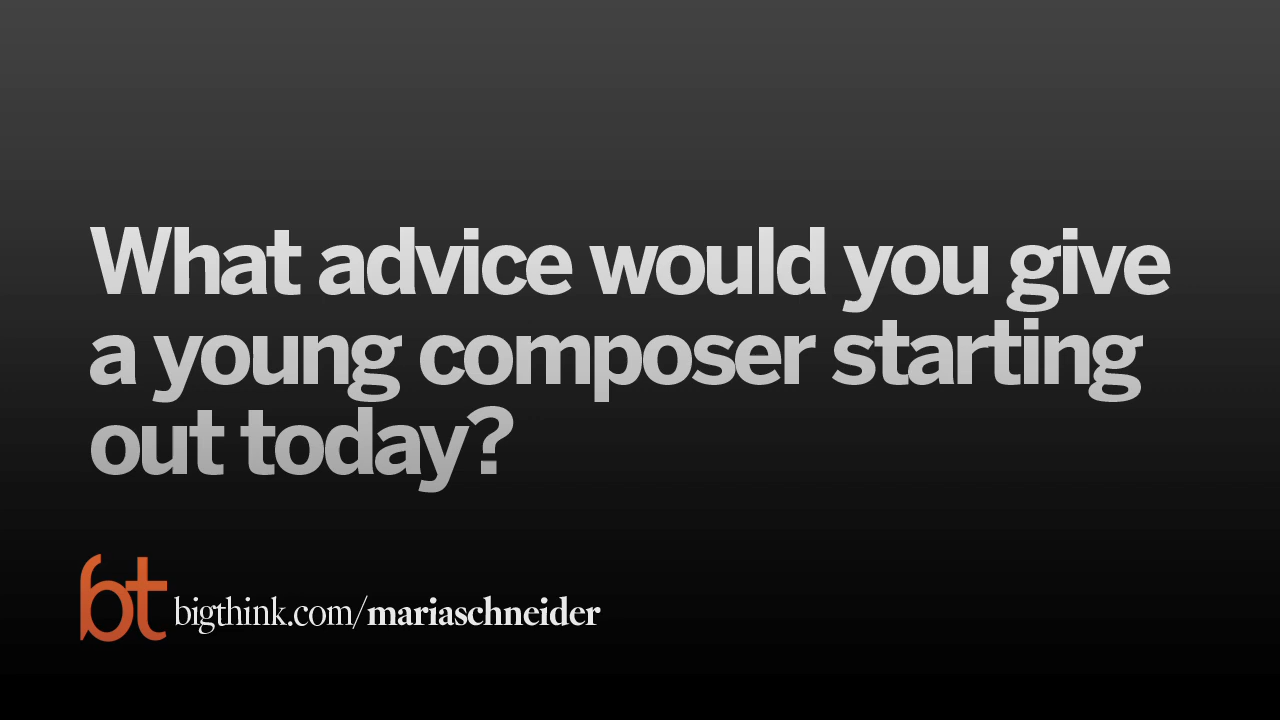 What advice would you give
a young composer starting
out today?
bt bigthink.com/mariaschneider